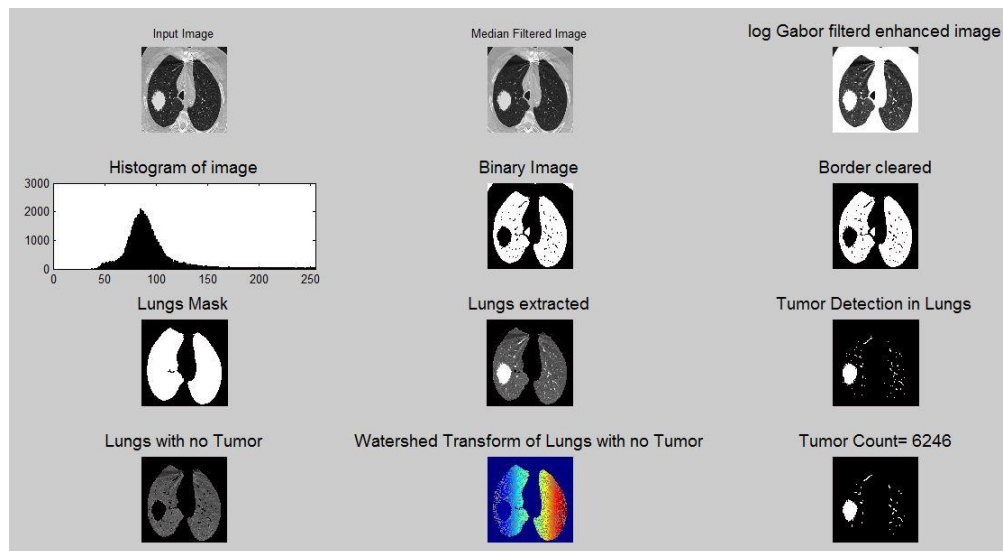 Input Image
Median Filtered Image
log Gabor filterd enhanced image
Histogram of image
Binary Image
Border cleared
3000
2000
1000
0
0 50 100 150 200 250
Lungs Mask
Lungs extracted
Tumor Detection in Lungs
Lungs with no Tumor
Watershed Transform of Lungs with no Tumor
Tumor Count= 6246